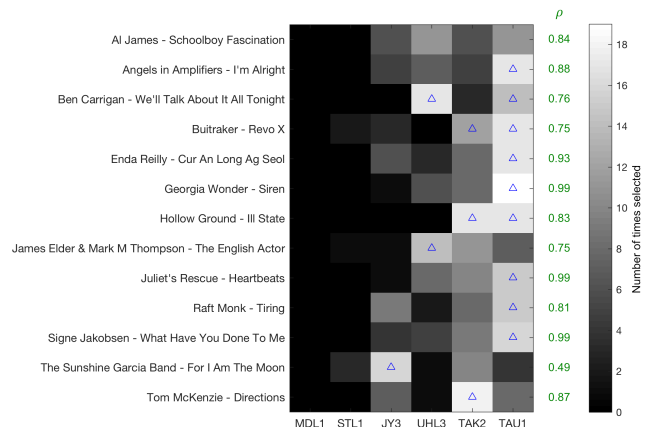 ρ
Al James - Schoolboy Fascination 0.84
Angels in Amplifiers - I'm Alright 0.88
Ben Carrigan - We'll Talk About It All Tonight 0.76
Buitraker - Revo X 0.75
Enda Reilly - Cur An Long Ag Seol 0.93
Georgia Wonder - Siren 0.99
Hollow Ground - Ill State 0.83
James Elder & Mark M Thompson - The English Actor 0.75
Juliet's Rescue - Heartbeats 0.99
Raft Monk - Tiring 0.81
Signe Jakobsen - What Have You Done To Me 0.99
The Sunshine Garcia Band - For I Am The Moon 0.49
Tom McKenzie - Directions 0.87
MDL1 STL1 JY3 UHL3 TAK2 TAU1
18
16
14
12
10
8
6
4
2
0
Number of times selected